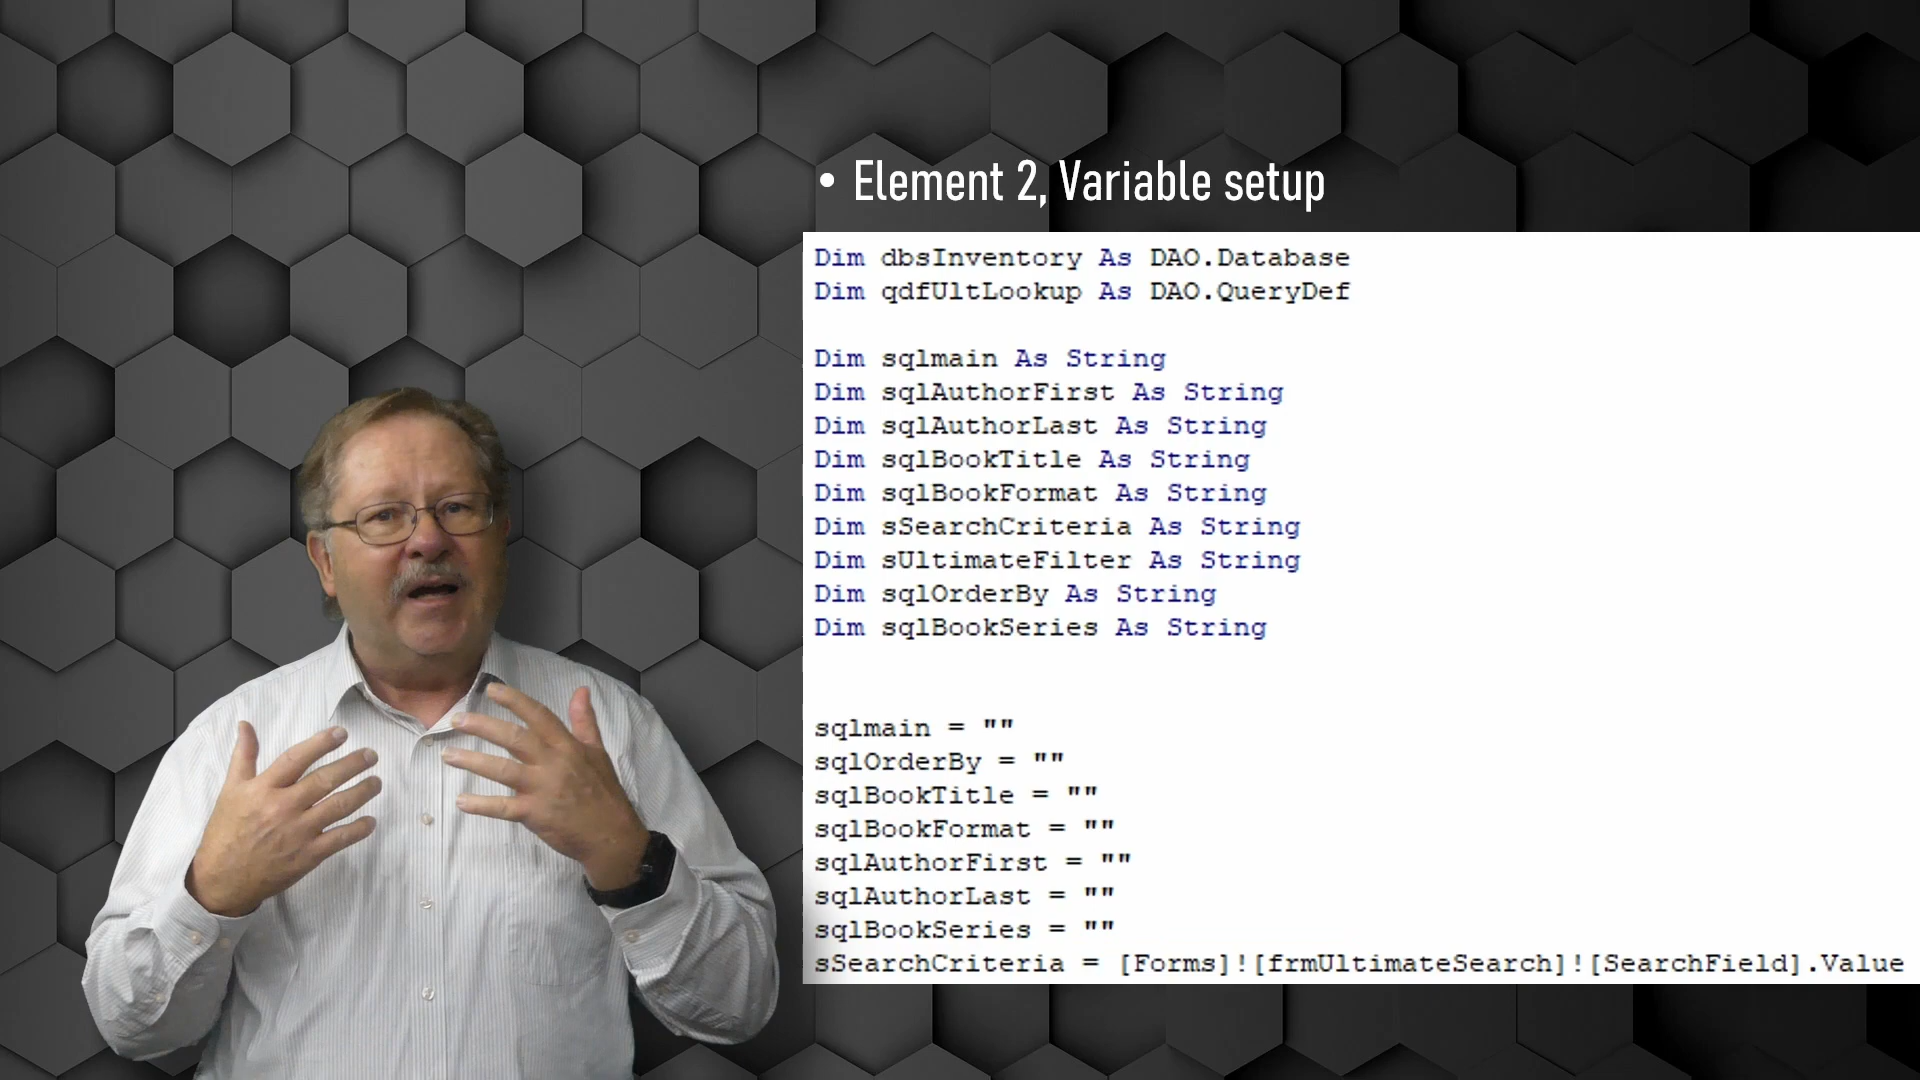 • Element 2, Variable setup
Dim dbsInventory As DAO.Database
Dim qdfUltLookup As DAO.QueryDef
Dim sqlmain As String
Dim sqlAuthorFirst As String
Dim sqlAuthorLast As String
Dim sqlBookTitle As String
Dim sqlBookFormat As String
Dim sSearchCriteria As String
Dim sUltimateFilter As String
Dim sqlOrderBy As String
Dim sqlBookSeries As String
sqlmain = ""
sqlOrderBy = ""
sqlBookTitle = ""
sqlBookFormat = ""
sqlAuthorFirst = ""
sqlAuthorLast = ""
sqlBookSeries = ""
sSearchCriteria = [Forms]![frmUltimateSearch]![SearchField].Value